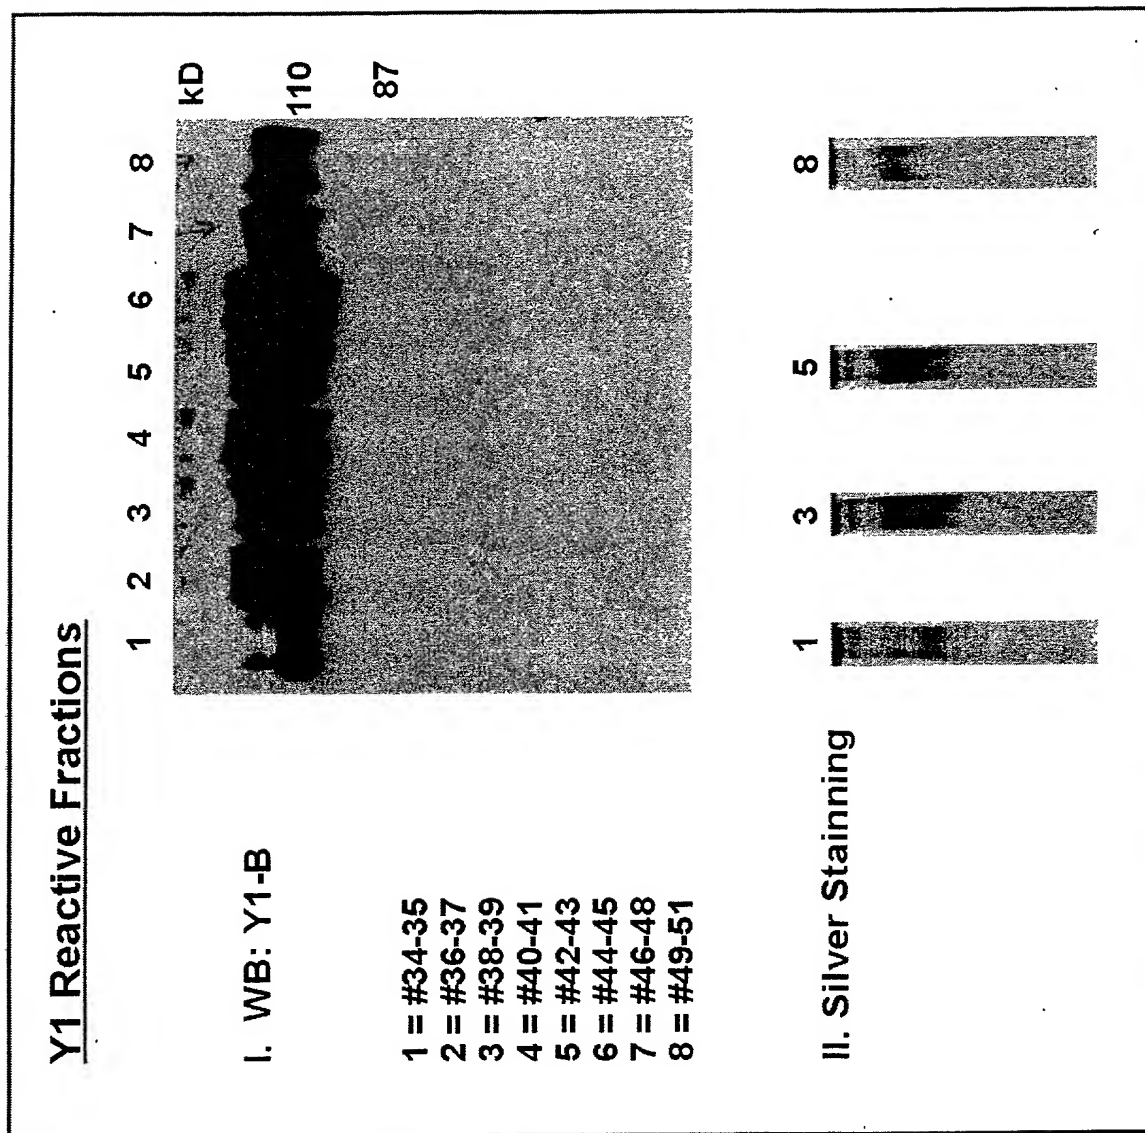 Y1 Reactive Fractions
I. WB: Y1-B
1 2 3 4 5 6 7 8
kD
110
87
1 = #34-35
2 = #36-37
3 = #38-39
4 = #40-41
5 = #42-43
6 = #44-45
7 = #46-48
8 = #49-51
II. Silver Stainning
1 3 5 8